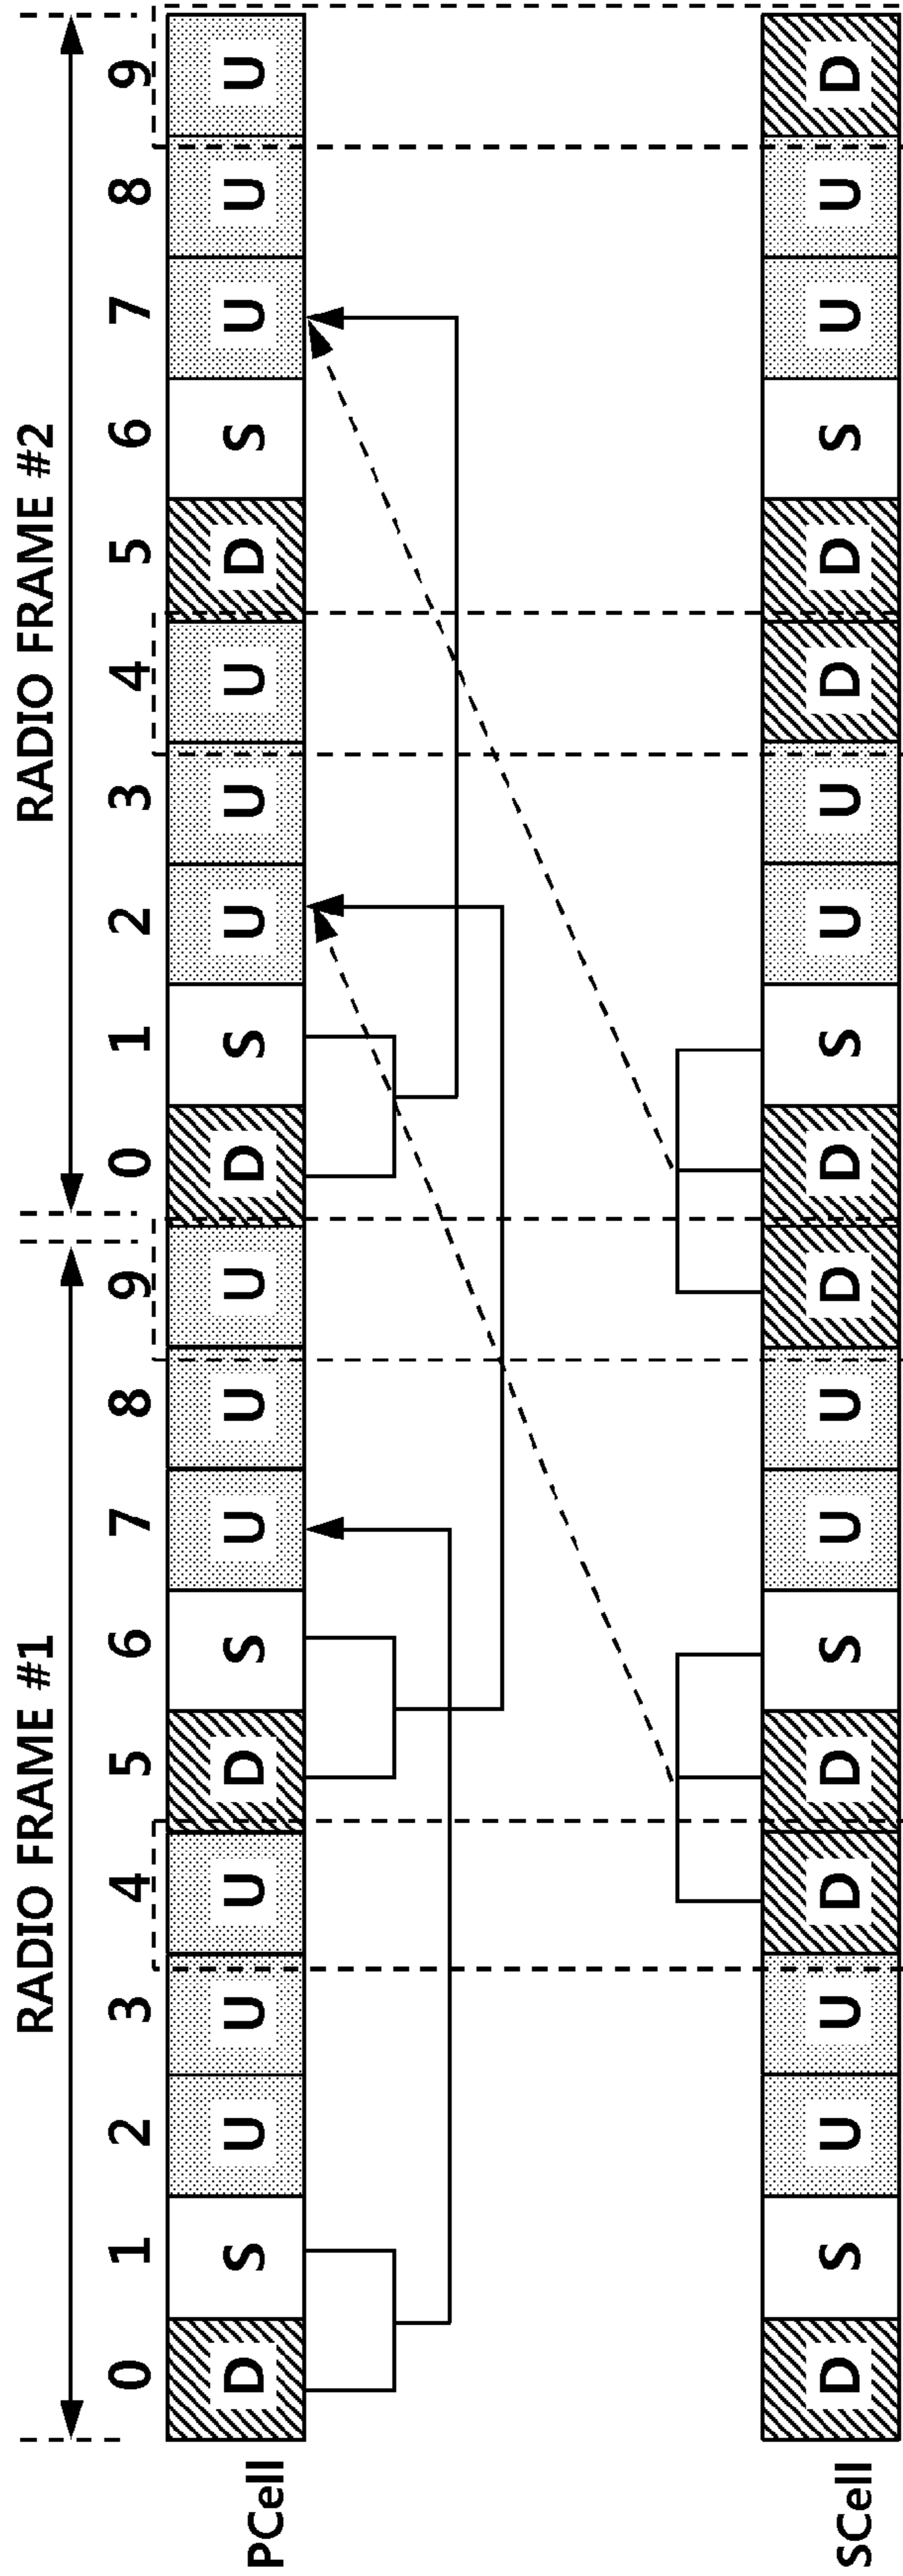 RADIO FRAME #1 RADIO FRAME #2
0 1 2 3 4 5 6 7 8 9 0 1 2 3 4 5 6 7 8 9
PCell D S U U U D S U U U D S U U U D S U U U
SCell D S U U D D S U U D D S U U D D S U U D